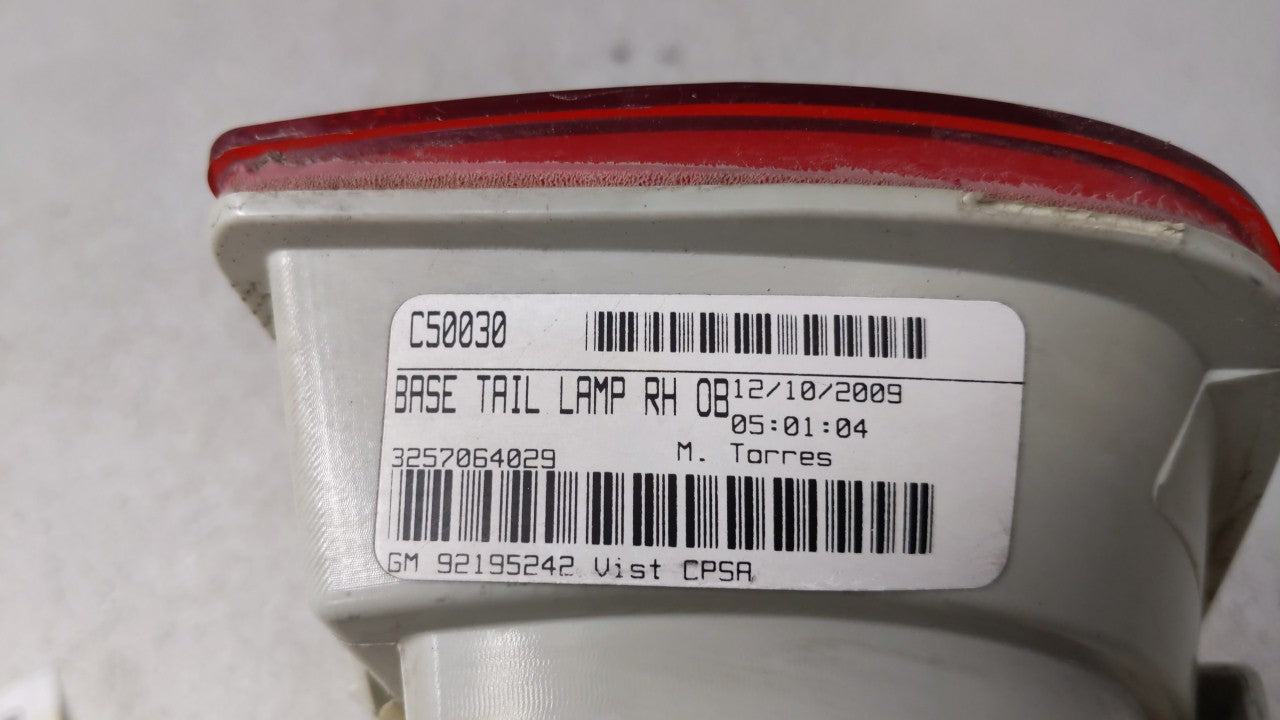 C50030
BASE TAIL LAMP RH OB
12/10/2009
05:01:04
3257064029
M. Torres
GM 92195242 Vist CPSA